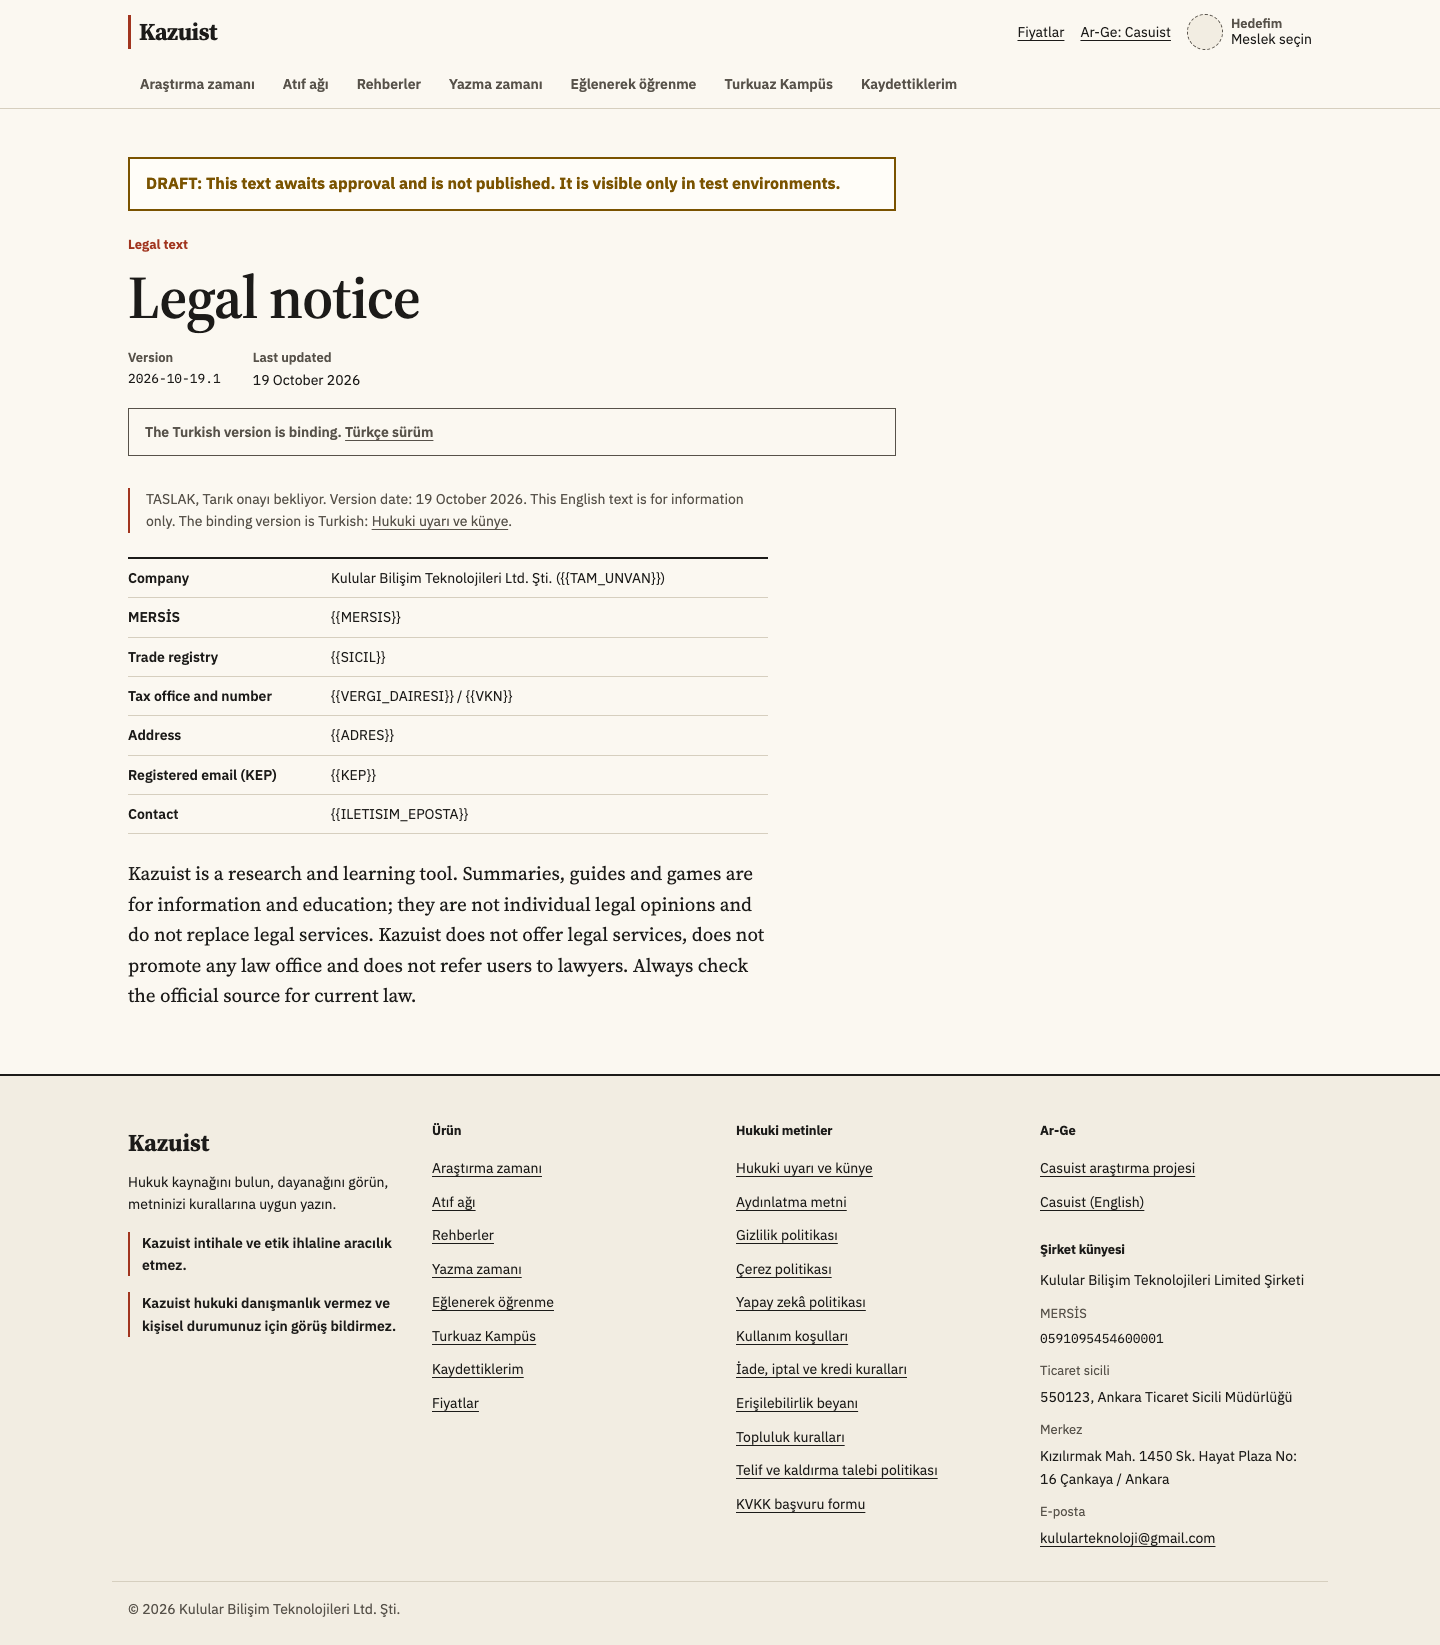 Kazuist
Fiyatlar
Ar-Ge: Casuist
Hedefim
Meslek seçin
Araştırma zamanı
Atıf ağı
Rehberler
Yazma zamanı
Eğlenerek öğrenme
Turkuaz Kampüs
Kaydettiklerim
DRAFT: This text awaits approval and is not published. It is visible only in test environments.
Legal text
Legal notice
Version
2026-10-19.1
Last updated
19 October 2026
The Turkish version is binding. Türkçe sürüm
TASLAK, Tarık onayı bekliyor. Version date: 19 October 2026. This English text is for information
only. The binding version is Turkish: Hukuki uyarı ve künye.
Company Kulular Bilişim Teknolojileri Ltd. Şti. ({{TAM_UNVAN}})
MERSİS {{MERSIS}}
Trade registry {{SICIL}}
Tax office and number {{VERGI_DAIRESI}} / {{VKN}}
Address {{ADRES}}
Registered email (KEP) {{KEP}}
Contact {{ILETISIM_EPOSTA}}
Kazuist is a research and learning tool. Summaries, guides and games are
for information and education; they are not individual legal opinions and
do not replace legal services. Kazuist does not offer legal services, does not
promote any law office and does not refer users to lawyers. Always check
the official source for current law.
Kazuist
Hukuk kaynağını bulun, dayanağını görün,
metninizi kurallarına uygun yazın.
Kazuist intihale ve etik ihlaline aracılık
etmez.
Kazuist hukuki danışmanlık vermez ve
kişisel durumunuz için görüş bildirmez.
Ürün
Araştırma zamanı
Atıf ağı
Rehberler
Yazma zamanı
Eğlenerek öğrenme
Turkuaz Kampüs
Kaydettiklerim
Fiyatlar
Hukuki metinler
Hukuki uyarı ve künye
Aydınlatma metni
Gizlilik politikası
Çerez politikası
Yapay zekâ politikası
Kullanım koşulları
İade, iptal ve kredi kuralları
Erişilebilirlik beyanı
Topluluk kuralları
Telif ve kaldırma talebi politikası
KVKK başvuru formu
Ar-Ge
Casuist araştırma projesi
Casuist (English)
Şirket künyesi
Kulular Bilişim Teknolojileri Limited Şirketi
MERSİS
0591095454600001
Ticaret sicili
550123, Ankara Ticaret Sicili Müdürlüğü
Merkez
Kızılırmak Mah. 1450 Sk. Hayat Plaza No:
16 Çankaya / Ankara
E-posta
kulularteknoloji@gmail.com
© 2026 Kulular Bilişim Teknolojileri Ltd. Şti.